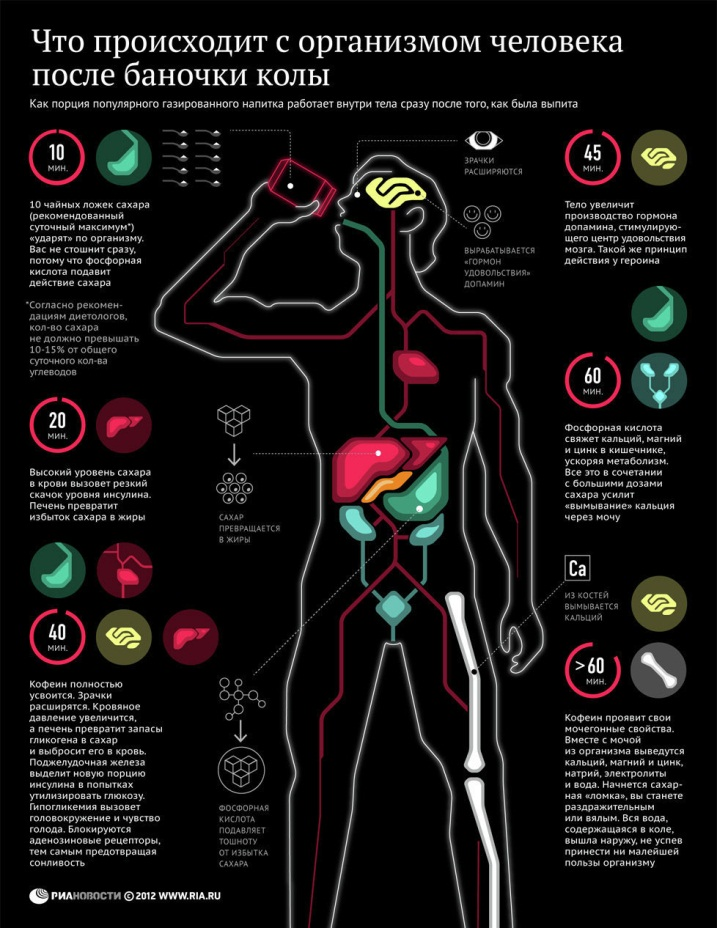 Что происходит с организмом человека
после баночки колы
Как порция популярного газированного напитка работает внутри тела сразу после того, как была выпита
10
МИН.
10 чайных ложек сахара
(рекомендованный
суточный максимум*)
«ударят» по организму.
Вас не стошнит сразу,
потому что фосфорная
кислота подавит
действие сахара
*Согласно рекомен-
дациям диетологов,
кол-во сахара
не должно превышать
10-15% от общего
суточного кол-ва
углеводов
20
МИН.
Высокий уровень сахара
в крови вызовет резкий
скачок уровня инсулина.
Печень превратит
избыток сахара в жиры
40
МИН.
Кофеин полностью
усвоится. Зрачки
расширятся. Кровяное
давление увеличится,
а печень превратит запасы
гликогена в сахар
и выбросит его в кровь.
Поджелудочная железа
выделит новую порцию
инсулина в попытках
утилизировать глюкозу.
Гипогликемия вызовет
головокружение и чувство
голода. Блокируются
аденозиновые рецепторы,
тем самым предотвращая
сонливость
САХАР
ПРЕВРАЩАЕТСЯ
В ЖИРЫ
ФОСФОРНАЯ
КИСЛОТА
ПОДАВЛЯЕТ
ТОШНОТУ
ОТ ИЗБЫТКА
САХАРА
ЗРАЧКИ
РАСШИРЯЮТСЯ
ВЫРАБАТЫВАЕТСЯ
«ГОРМОН
УДОВОЛЬСТВИЯ»
ДОПАМИН
45
МИН.
Тело увеличит
производство гормона
допамина, стимулирую-
щего центр удовольствия
мозга. Такой же принцип
действия у героина
60
МИН.
Фосфорная кислота
свяжет кальций, магний
и цинк в кишечнике,
ускоряя метаболизм.
Все это в сочетании
с большими дозами
сахара усилит
«вымывание» кальция
через мочу
Ca
ИЗ КОСТЕЙ
ВЫМЫВАЕТСЯ
КАЛЬЦИЙ
>60
МИН.
Кофеин проявит свои
мочегонные свойства.
Вместе с мочой
из организма выведутся
кальций, магний и цинк,
натрий, электролиты
и вода. Начнется сахар-
ная «ломка», вы станете
раздражительным
или вялым. Вся вода,
содержащаяся в коле,
вышла наружу, не успев
принести ни малейшей
пользы организму
РИАНОВОСТИ © 2012 WWW.RIA.RU